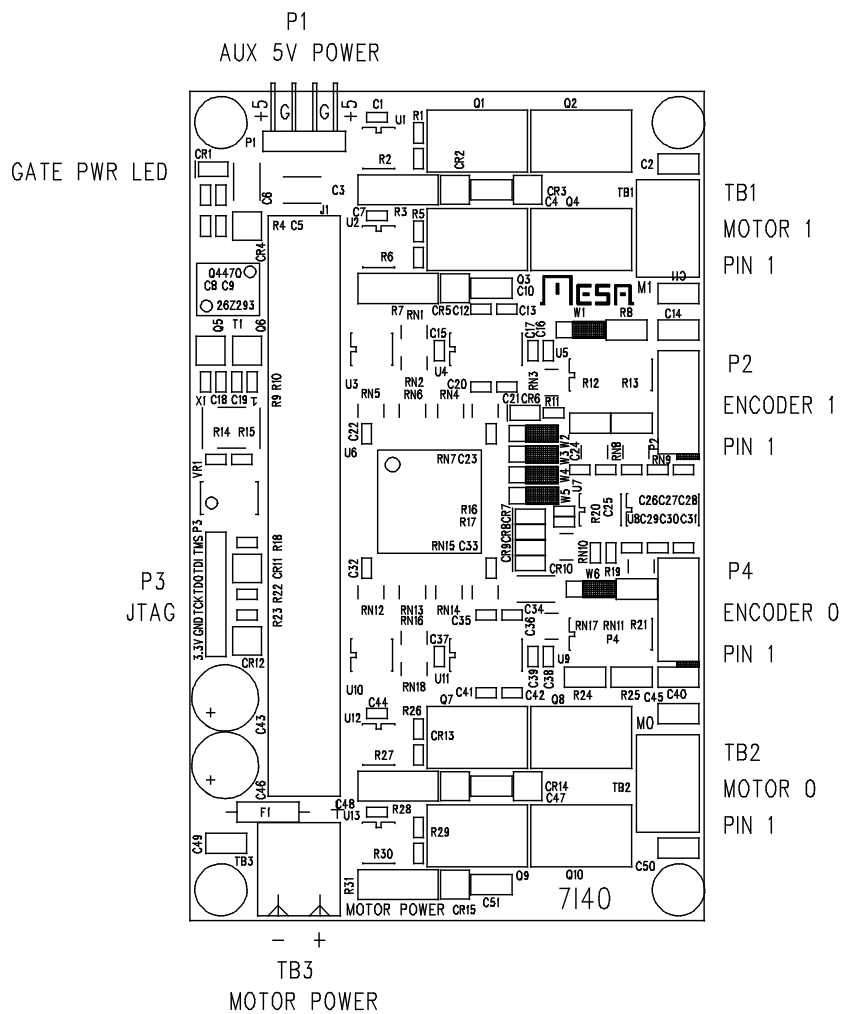 P1
AUX 5V POWER
+5 G G +5
C1
U1
R1
Q1
Q2
P1
CR1
GATE PWR LED
C6
C3
R2
CR2
CR3
C4 Q4
C2
TB1
TB1
MOTOR 1
PIN 1
J1
C7
U2
R3
R5
R4 C5
CR4
R6
Q3
C10
M1
C11
Q4470
C8 C9
26Z293
MESA
R7
RN1
CR5
C12
C13
W1
R8
C14
Q5
T1
Q6
C15
C17
C16
U5
U3
U4
RN2
RN6
C20
RN3
R12
R13
P2
ENCODER 1
PIN 1
X1
C18
C19
R9
R10
RN5
RN4
C21
CR6
R11
R14
R15
C22
U6
W2
W3
W4
W5
C24
RN8
P2
RN9
VR1
RN7
C23
U7
R16
R17
R20
C25
C26
C27
C28
U8
C29
C30
C31
P3
CR9
CR8
CR7
RN15
C33
RN10
R19
CR10
3.3V GND TCK TDO TDI TMS
R18
CR11
R22
R23
CR12
C32
W6
P3
JTAG
P4
ENCODER 0
PIN 1
RN12
RN13
RN14
RN16
C35
C34
C36
RN17
RN11
R21
P4
C37
U10
U11
RN18
C39
C38
U9
R24
R25
C45
C40
C41
C42
C43
C44
U12
R26
Q7
Q8
M0
CR13
R27
C46
TB2
TB2
MOTOR 0
PIN 1
CR14
C47
F1
C48
U13
R28
R29
C49
TB3
R30
R31
Q9
Q10
C50
CR15
C51
MOTOR POWER
7I40
- +
TB3
MOTOR POWER